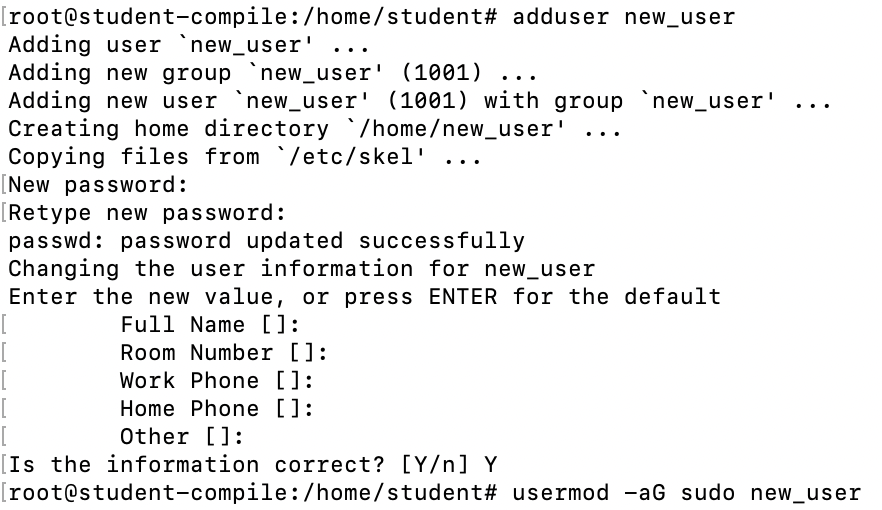 [root@student-compile:/home/student# adduser new_user
Adding user `new_user' ...
Adding new group `new_user' (1001) ...
Adding new user `new_user' (1001) with group `new_user' ...
Creating home directory `/home/new_user' ...
Copying files from `/etc/skel' ...
[New password:
[Retype new password:
passwd: password updated successfully
Changing the user information for new_user
Enter the new value, or press ENTER for the default
[        Full Name []:
[        Room Number []:
[        Work Phone []:
[        Home Phone []:
[        Other []:
[Is the information correct? [Y/n] Y
[root@student-compile:/home/student# usermod -aG sudo new_user